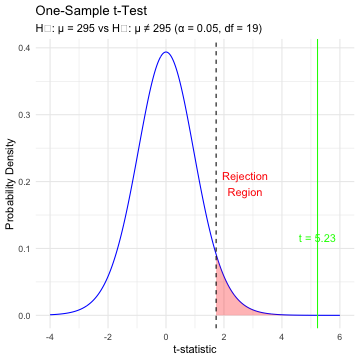 One-Sample t-Test
H□: μ = 295 vs H□: μ ≠ 295 (α = 0.05, df = 19)
0.4
0.3
0.2
0.1
0.0
Probability Density
Rejection
Region
t = 5.23
-4
-2
0
2
4
6
t-statistic